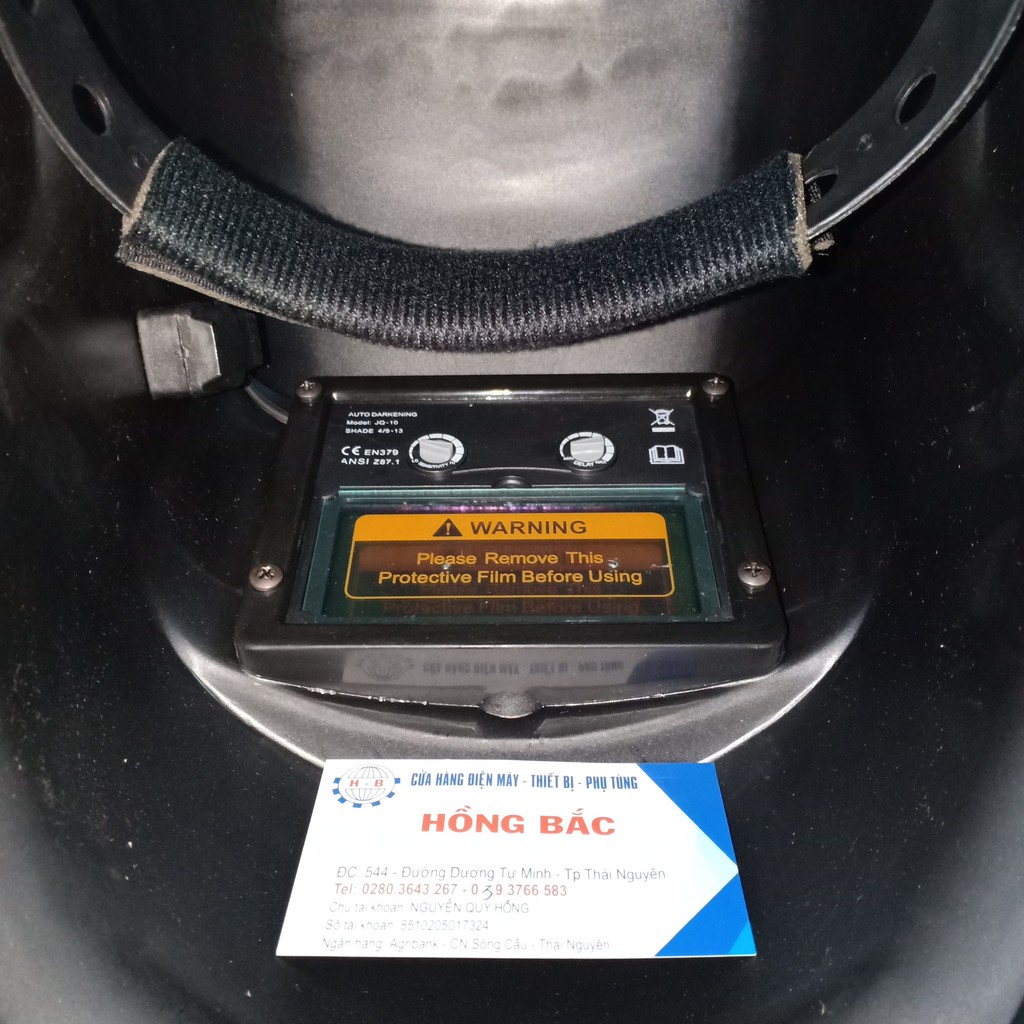 AUTO DARKENING
Model: JQ-10
SHADE 4/9-13
CE EN379
ANSI Z87.1
SENSITIVITY
DELAY
WARNING
Please Remove This
Protective Film Before Using
H - B
CỬA HÀNG ĐIỆN MÁY - THIẾT BỊ - PHỤ TÙNG
HỒNG BẮC
ĐC: 544 - Đường Dương Tự Minh - Tp Thái Nguyên
Tel: 0280.3643 267 - 039 3766 583
Chủ tài khoản: NGUYỄN QUÝ HỒNG
Số tài khoản: 8510205017324
Ngân hàng: Agribank - CN Sông Cầu - Thái Nguyên